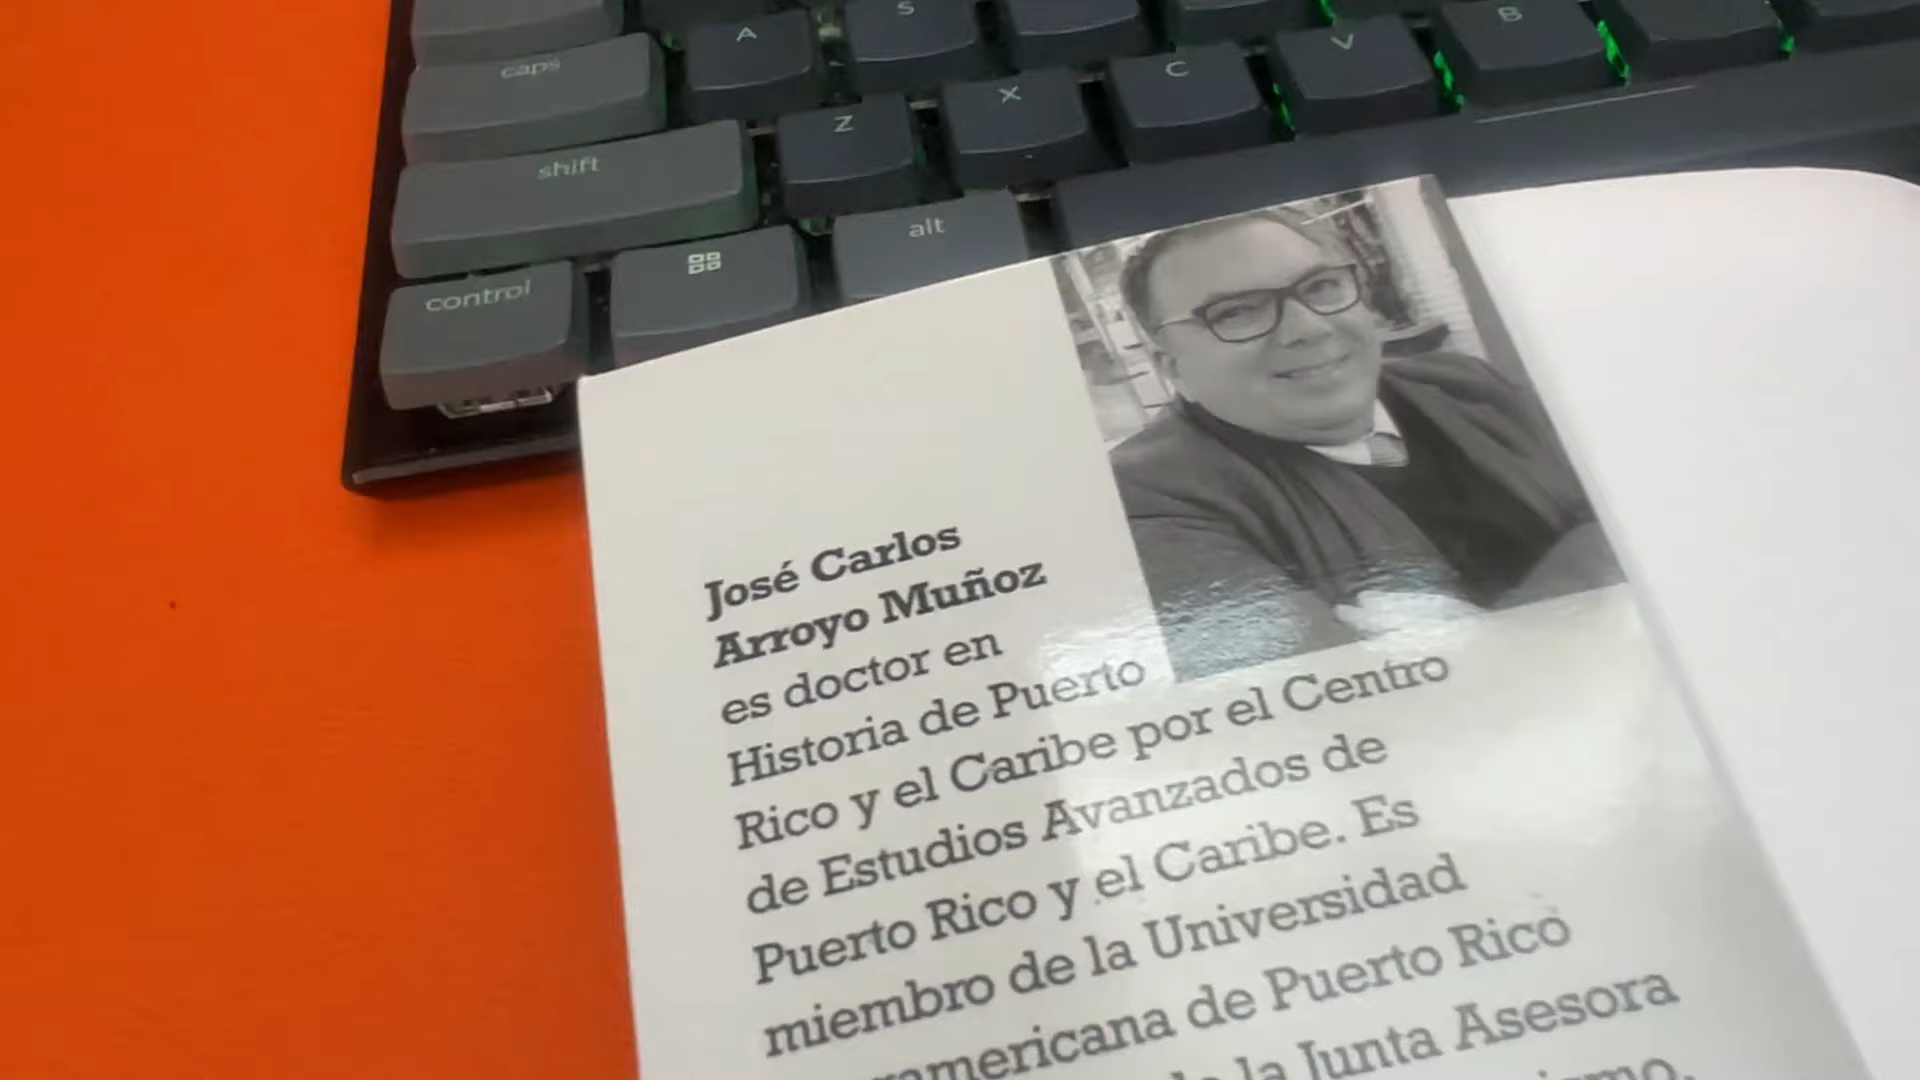 S
A
caps
B
V
C
X
Z
shift
alt
control
José Carlos
Arroyo Muñoz
es doctor en
Historia de Puerto
Rico y el Caribe por el Centro
de Estudios Avanzados de
Puerto Rico y el Caribe. Es
miembro de la Universidad
de Puerto Rico
la Junta Asesora